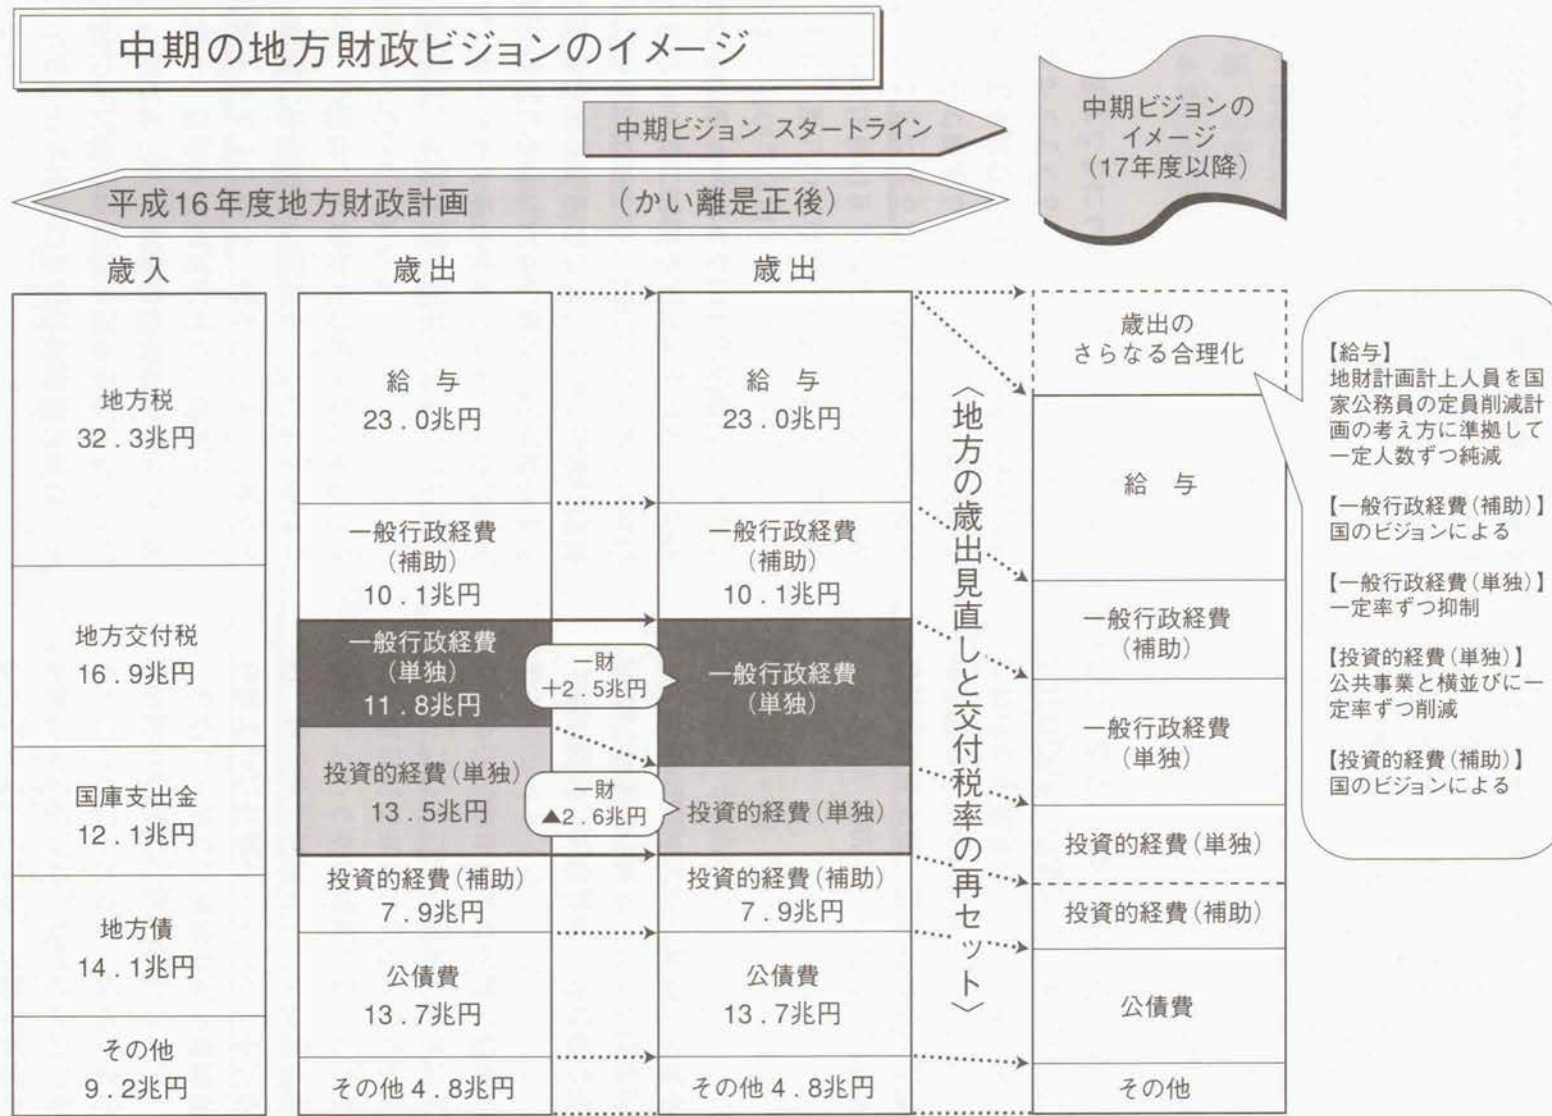 中期の地方財政ビジョンのイメージ
中期ビジョン スタートライン
中期ビジョンの
イメージ
(17年度以降)
平成16年度地方財政計画
(かい離是正後)
歳入
地方税
32.3兆円
地方交付税
16.9兆円
国庫支出金
12.1兆円
地方債
14.1兆円
その他
9.2兆円
歳出
給 与
23.0兆円
一般行政経費
(補助)
10.1兆円
一般行政経費
(単独)
11.8兆円
投資的経費(単独)
13.5兆円
投資的経費(補助)
7.9兆円
公債費
13.7兆円
その他 4.8兆円
一財
+2.5兆円
一財
▲2.6兆円
歳出
給 与
23.0兆円
一般行政経費
(補助)
10.1兆円
一般行政経費
(単独)
投資的経費(単独)
投資的経費(補助)
7.9兆円
公債費
13.7兆円
その他 4.8兆円
〈地方の歳出見直しと交付税率の再セット〉
歳出の
さらなる合理化
給 与
一般行政経費
(補助)
一般行政経費
(単独)
投資的経費(単独)
投資的経費(補助)
公債費
その他
【給与】
地財計画計上人員を国
家公務員の定員削減計
画の考え方に準拠して
一定人数ずつ純減
【一般行政経費(補助)】
国のビジョンによる
【一般行政経費(単独)】
一定率ずつ抑制
【投資的経費(単独)】
公共事業と横並びに一
定率ずつ削減
【投資的経費(補助)】
国のビジョンによる